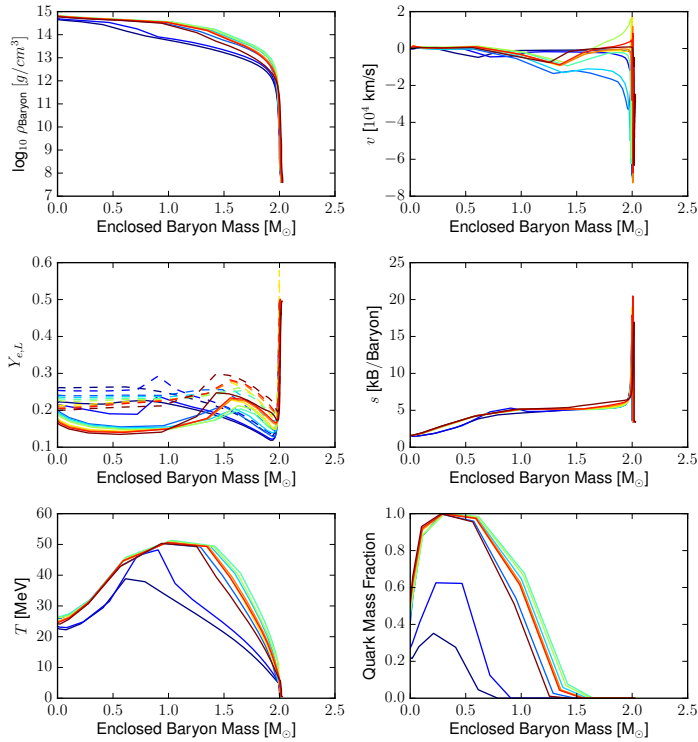 log₁₀ ρBaryon [g/cm³]
15
14
13
12
11
10
9
8
7
0.0 0.5 1.0 1.5 2.0 2.5
Enclosed Baryon Mass [M☉]
v [10⁴ km/s]
2
0
−2
−4
−6
−8
0.0 0.5 1.0 1.5 2.0 2.5
Enclosed Baryon Mass [M☉]
Y_{e,L}
0.6
0.5
0.4
0.3
0.2
0.1
0.0 0.5 1.0 1.5 2.0 2.5
Enclosed Baryon Mass [M☉]
s [kB/Baryon]
25
20
15
10
5
0
0.0 0.5 1.0 1.5 2.0 2.5
Enclosed Baryon Mass [M☉]
T [MeV]
60
50
40
30
20
10
0
0.0 0.5 1.0 1.5 2.0 2.5
Enclosed Baryon Mass [M☉]
Quark Mass Fraction
1.0
0.8
0.6
0.4
0.2
0.0
0.0 0.5 1.0 1.5 2.0 2.5
Enclosed Baryon Mass [M☉]